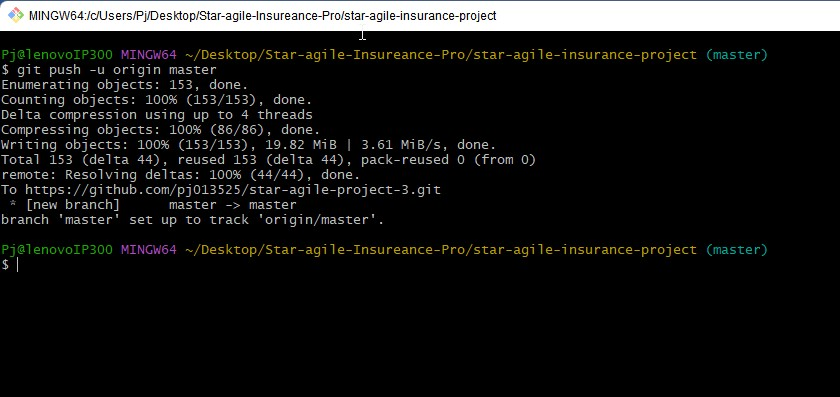 MINGW64:/c/Users/Pj/Desktop/Star-agile-Insureance-Pro/star-agile-insurance-project
Pj@lenovoIP300 MINGW64 ~/Desktop/Star-agile-Insureance-Pro/star-agile-insurance-project (master)
$ git push -u origin master
Enumerating objects: 153, done.
Counting objects: 100% (153/153), done.
Delta compression using up to 4 threads
Compressing objects: 100% (86/86), done.
Writing objects: 100% (153/153), 19.82 MiB | 3.61 MiB/s, done.
Total 153 (delta 44), reused 153 (delta 44), pack-reused 0 (from 0)
remote: Resolving deltas: 100% (44/44), done.
To https://github.com/pj013525/star-agile-project-3.git
 * [new branch]      master -> master
branch 'master' set up to track 'origin/master'.
Pj@lenovoIP300 MINGW64 ~/Desktop/Star-agile-Insureance-Pro/star-agile-insurance-project (master)
$